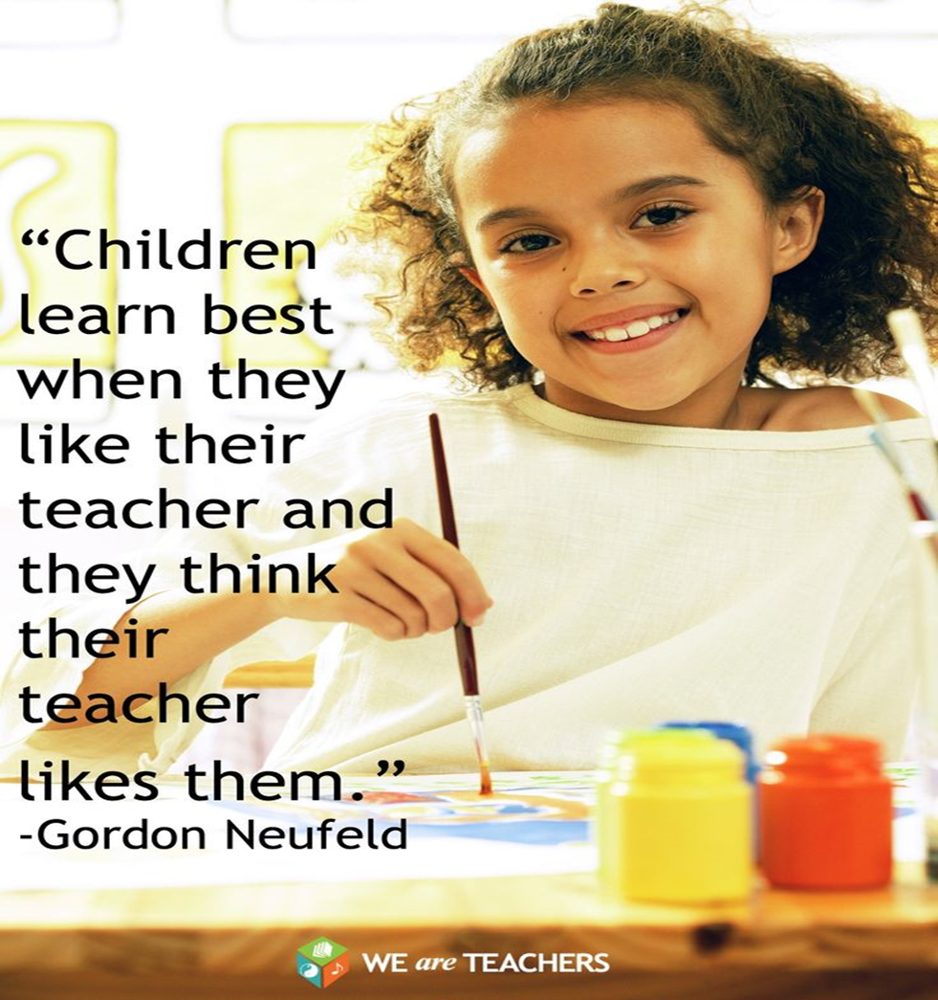 “Children
learn best
when they
like their
teacher and
they think
their
teacher
likes them.”
-Gordon Neufeld
WE are TEACHERS